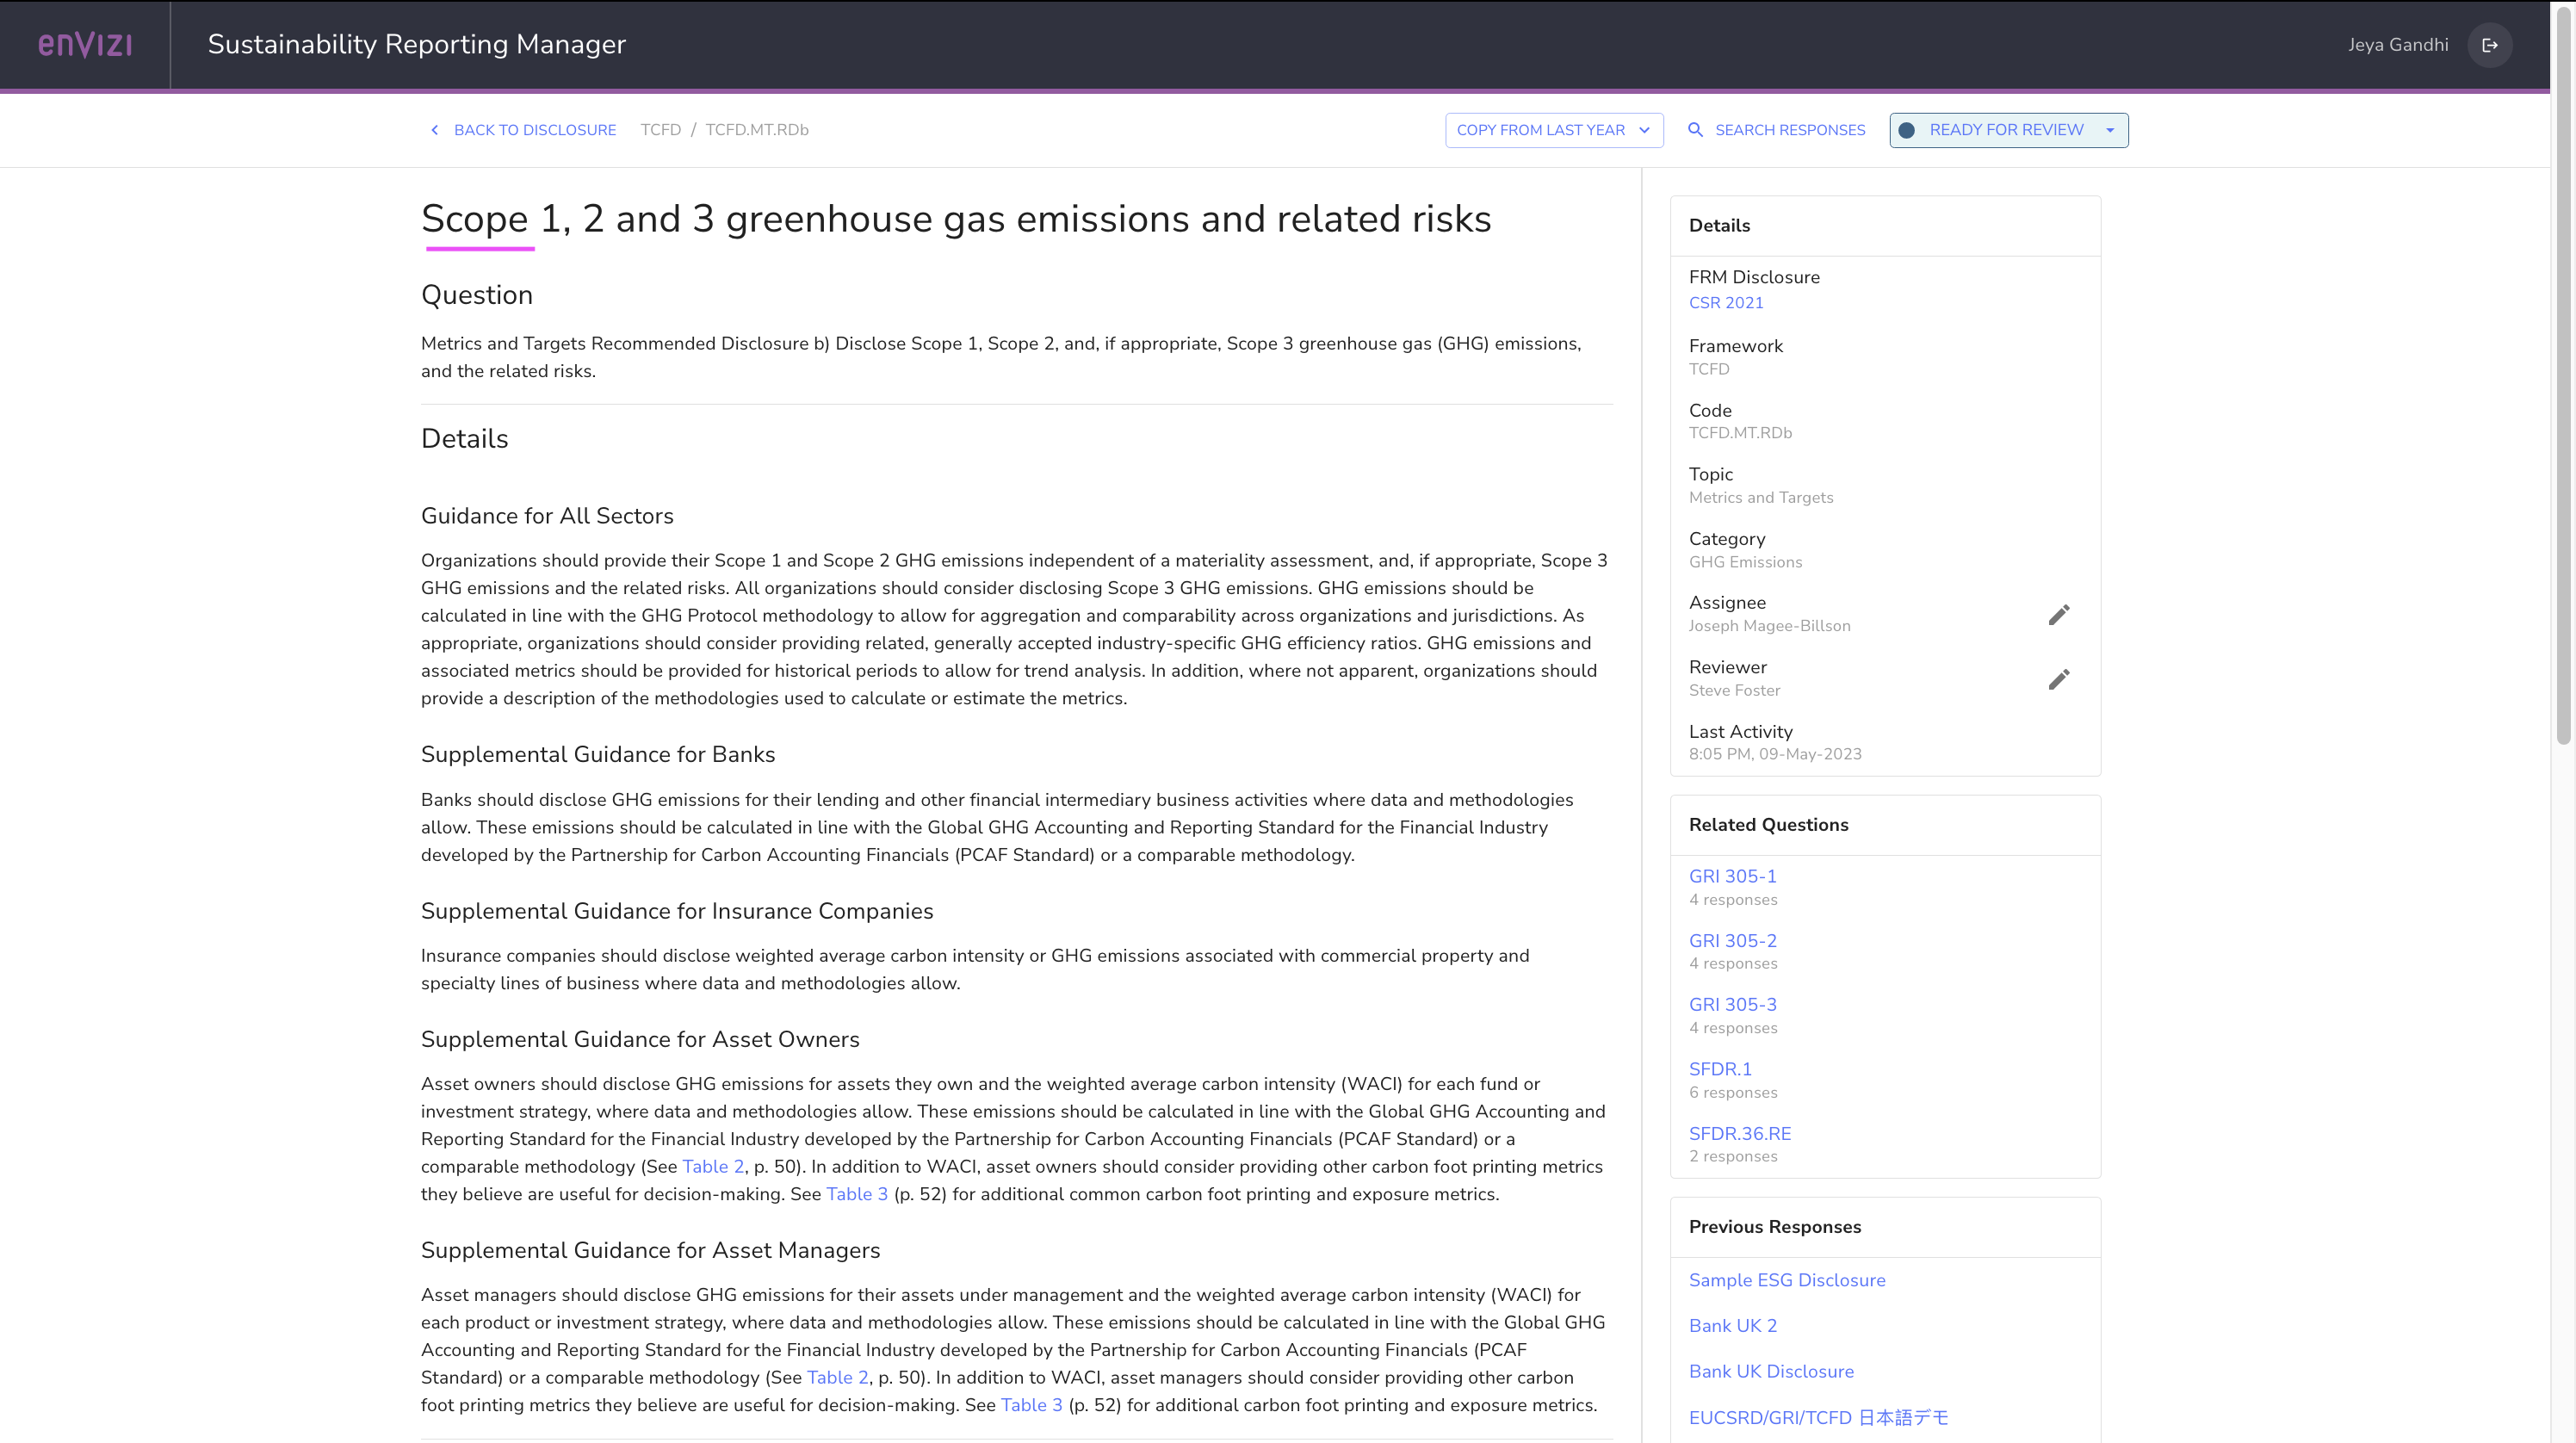 enVIZI
Sustainability Reporting Manager
Jeya Gandhi
BACK TO DISCLOSURE
TCFD / TCFD.MT.RDb
COPY FROM LAST YEAR
SEARCH RESPONSES
READY FOR REVIEW
Scope 1, 2 and 3 greenhouse gas emissions and related risks
Question
Metrics and Targets Recommended Disclosure b) Disclose Scope 1, Scope 2, and, if appropriate, Scope 3 greenhouse gas (GHG) emissions,
and the related risks.
Details
Guidance for All Sectors
Organizations should provide their Scope 1 and Scope 2 GHG emissions independent of a materiality assessment, and, if appropriate, Scope 3
GHG emissions and the related risks. All organizations should consider disclosing Scope 3 GHG emissions. GHG emissions should be
calculated in line with the GHG Protocol methodology to allow for aggregation and comparability across organizations and jurisdictions. As
appropriate, organizations should consider providing related, generally accepted industry-specific GHG efficiency ratios. GHG emissions and
associated metrics should be provided for historical periods to allow for trend analysis. In addition, where not apparent, organizations should
provide a description of the methodologies used to calculate or estimate the metrics.
Supplemental Guidance for Banks
Banks should disclose GHG emissions for their lending and other financial intermediary business activities where data and methodologies
allow. These emissions should be calculated in line with the Global GHG Accounting and Reporting Standard for the Financial Industry
developed by the Partnership for Carbon Accounting Financials (PCAF Standard) or a comparable methodology.
Supplemental Guidance for Insurance Companies
Insurance companies should disclose weighted average carbon intensity or GHG emissions associated with commercial property and
specialty lines of business where data and methodologies allow.
Supplemental Guidance for Asset Owners
Asset owners should disclose GHG emissions for assets they own and the weighted average carbon intensity (WACI) for each fund or
investment strategy, where data and methodologies allow. These emissions should be calculated in line with the Global GHG Accounting and
Reporting Standard for the Financial Industry developed by the Partnership for Carbon Accounting Financials (PCAF Standard) or a
comparable methodology (See Table 2, p. 50). In addition to WACI, asset owners should consider providing other carbon foot printing metrics
they believe are useful for decision-making. See Table 3 (p. 52) for additional common carbon foot printing and exposure metrics.
Supplemental Guidance for Asset Managers
Asset managers should disclose GHG emissions for their assets under management and the weighted average carbon intensity (WACI) for
each product or investment strategy, where data and methodologies allow. These emissions should be calculated in line with the Global GHG
Accounting and Reporting Standard for the Financial Industry developed by the Partnership for Carbon Accounting Financials (PCAF
Standard) or a comparable methodology (See Table 2, p. 50). In addition to WACI, asset managers should consider providing other carbon
foot printing metrics they believe are useful for decision-making. See Table 3 (p. 52) for additional carbon foot printing and exposure metrics.
Details
FRM Disclosure
CSR 2021
Framework
TCFD
Code
TCFD.MT.RDb
Topic
Metrics and Targets
Category
GHG Emissions
Assignee
Joseph Magee-Billson
Reviewer
Steve Foster
Last Activity
8:05 PM, 09-May-2023
Related Questions
GRI 305-1
4 responses
GRI 305-2
4 responses
GRI 305-3
4 responses
SFDR.1
6 responses
SFDR.36.RE
2 responses
Previous Responses
Sample ESG Disclosure
Bank UK 2
Bank UK Disclosure
EUCSRD/GRI/TCFD 日本語デモ